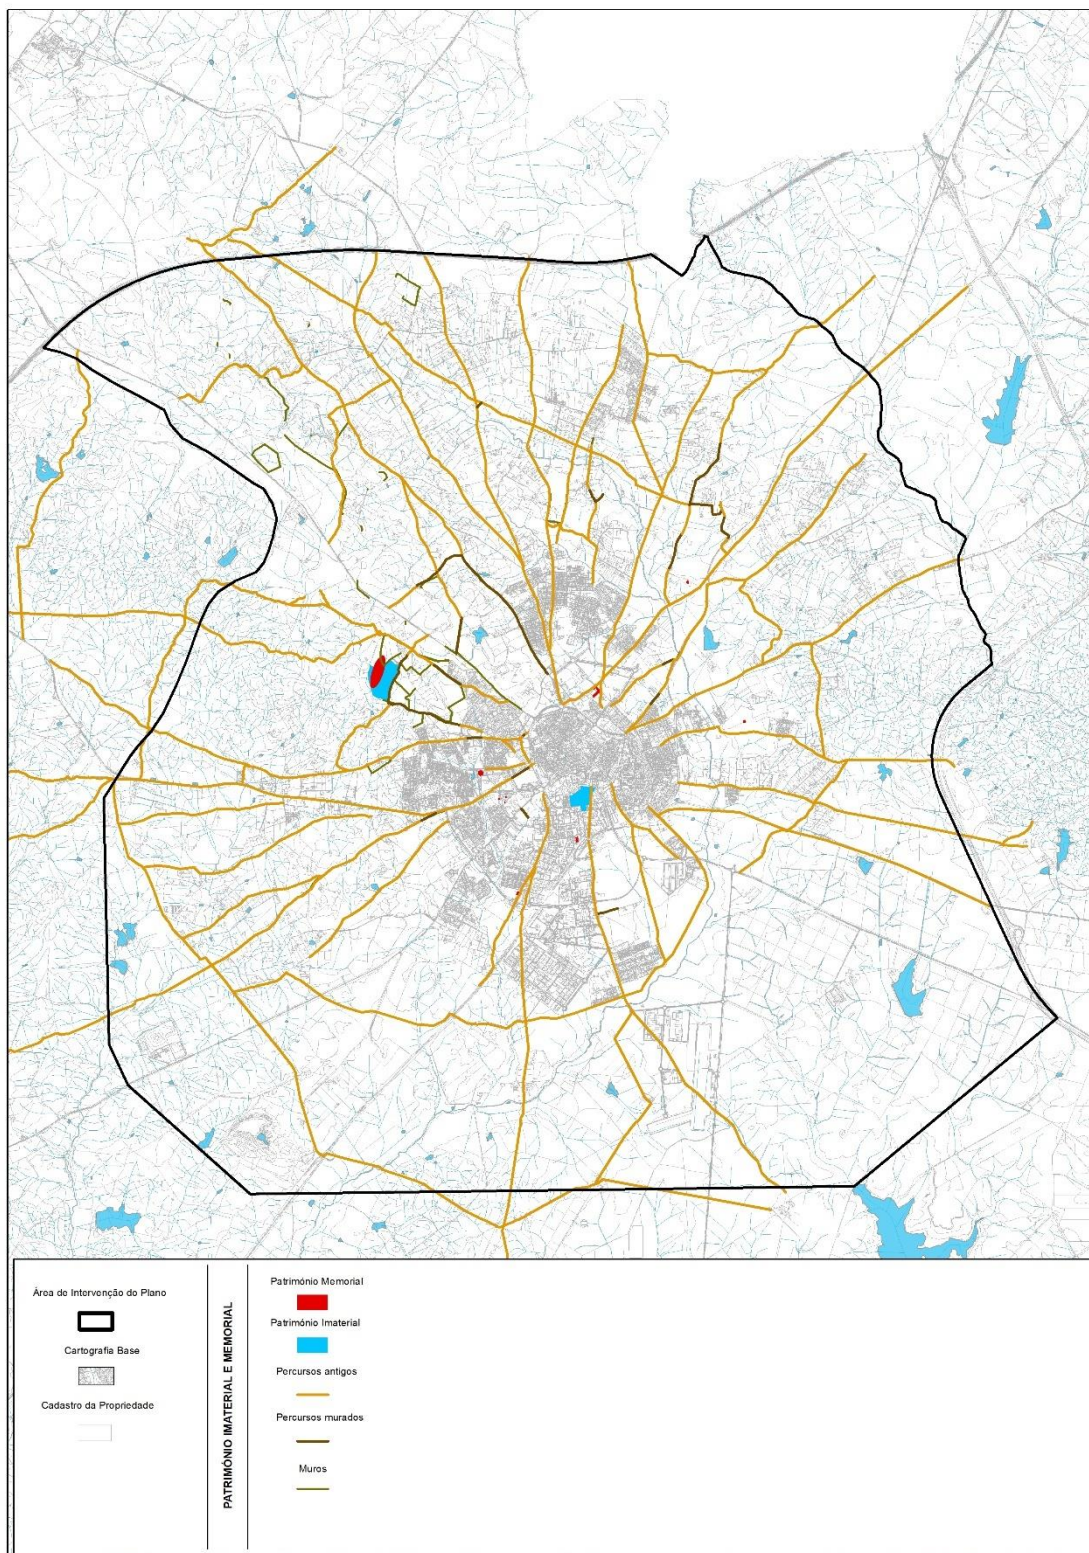 Área de Intervenção do Plano
Cartografia Base
Cadastro da Propriedade
PATRIMÓNIO IMATERIAL E MEMORIAL
Património Memorial
Património Imaterial
Percursos antigos
Percursos murados
Muros